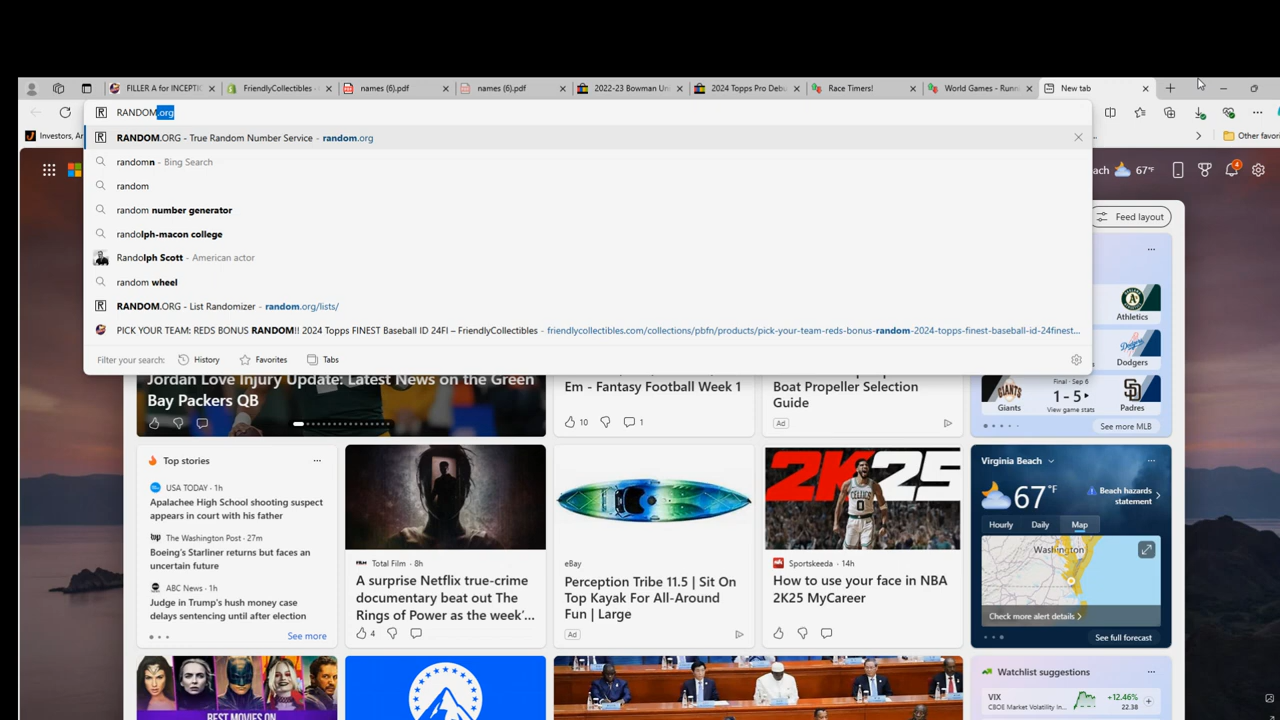 FILLER A for INCEPTIC
FriendlyCollectibles -
names (6).pdf
names (6).pdf
2022-23 Bowman Un
2024 Topps Pro Deb
Race Timers!
World Games - Runn
New tab
RANDOM.org
Investors, Ar
Other favori
RANDOM.ORG - True Random Number Service - random.org
randomn - Bing Search
random
random number generator
randolph-macon college
Randolph Scott - American actor
random wheel
RANDOM.ORG - List Randomizer - random.org/lists/
PICK YOUR TEAM: REDS BONUS RANDOM!! 2024 Topps FINEST Baseball ID 24FI – FriendlyCollectibles - friendlycollectibles.com/collections/pbfn/products/pick-your-team-reds-bonus-random-2024-topps-finest-baseball-id-24finest...
Filter your search:
History
Favorites
Tabs
ach
67°F
4
Feed layout
Athletics
Dodgers
Final · Sep 6
1 - 5
Giants
View game stats
Padres
See more MLB
Jordan Love Injury Update: Latest News on the Green
Bay Packers QB
Em - Fantasy Football Week 1
10
1
Boat Propeller Selection
Guide
Ad
Top stories
USA TODAY · 1h
Apalachee High School shooting suspect
appears in court with his father
The Washington Post · 27m
Boeing's Starliner returns but faces an
uncertain future
ABC News · 1h
Judge in Trump's hush money case
delays sentencing until after election
See more
Total Film · 8h
A surprise Netflix true-crime
documentary beat out The
Rings of Power as the week'...
4
eBay
Perception Tribe 11.5 | Sit On
Top Kayak For All-Around
Fun | Large
Ad
2K25
CELTICS
0
Sportskeeda · 14h
How to use your face in NBA
2K25 MyCareer
Virginia Beach
67°F
Beach hazards
statement
Hourly
Daily
Map
Washington
Check more alert details
See full forecast
BEST MOVIES ON
Watchlist suggestions
VIX
CBOE Market Volatility In...
+12.46%
22.38